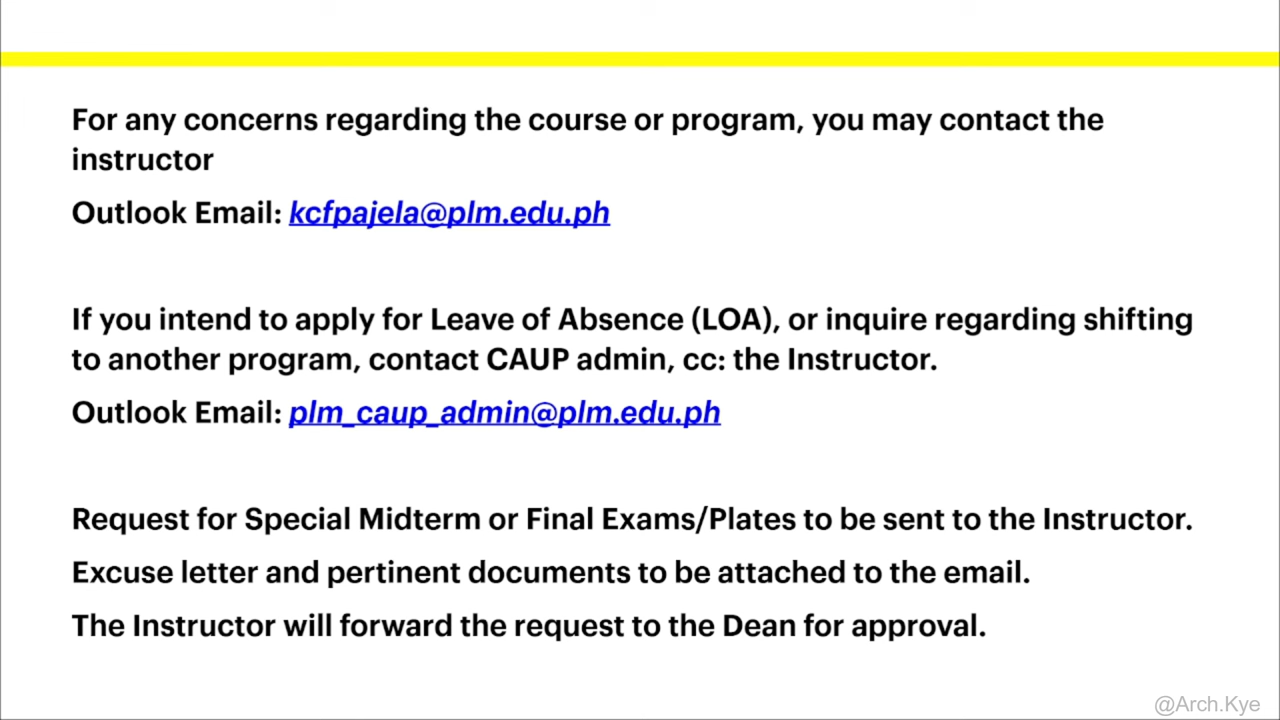 For any concerns regarding the course or program, you may contact the
instructor
Outlook Email: kcfpajela@plm.edu.ph
If you intend to apply for Leave of Absence (LOA), or inquire regarding shifting
to another program, contact CAUP admin, cc: the Instructor.
Outlook Email: plm_caup_admin@plm.edu.ph
Request for Special Midterm or Final Exams/Plates to be sent to the Instructor.
Excuse letter and pertinent documents to be attached to the email.
The Instructor will forward the request to the Dean for approval.
@Arch.Kye